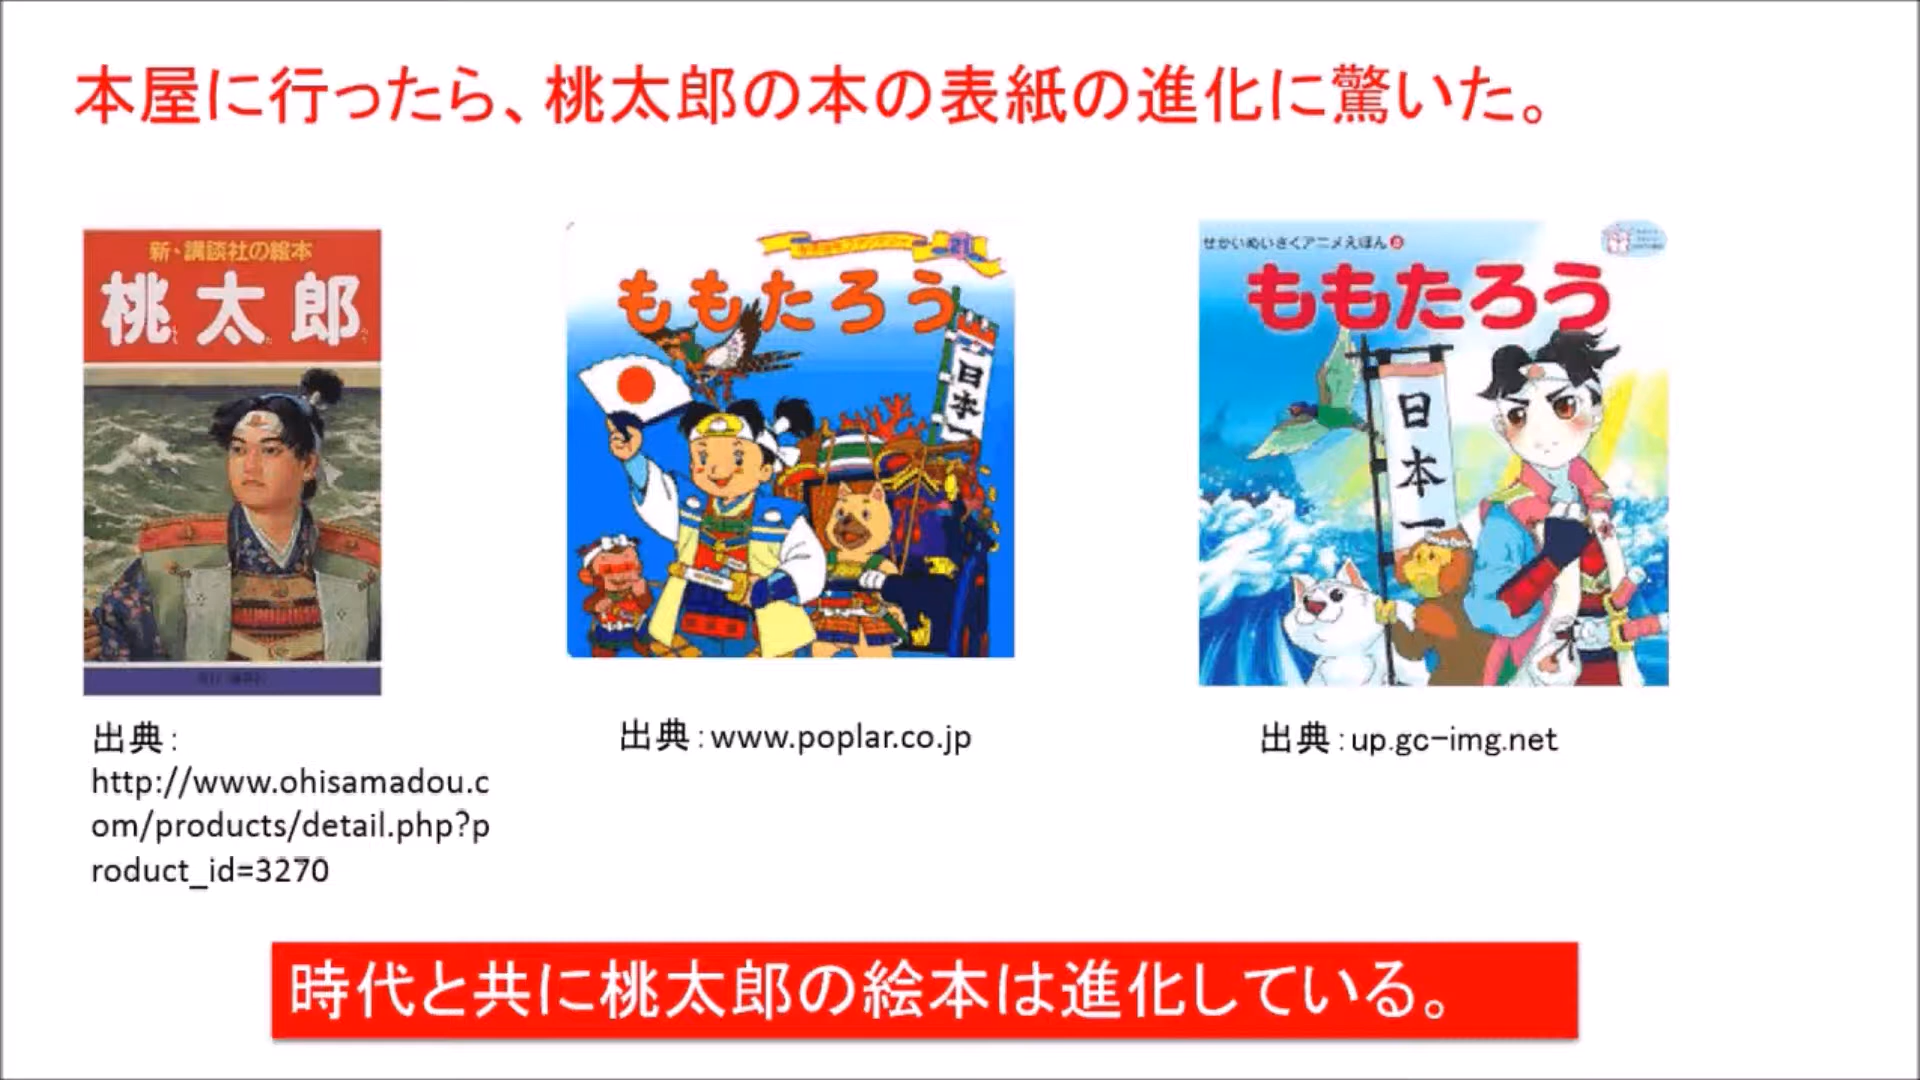 本屋に行ったら、桃太郎の本の表紙の進化に驚いた。
新・講談社の絵本
桃太郎
ももたろう
日本一
せかいめいさくアニメえほん 8
ももたろう
日本一
出典：
http://www.ohisamadou.c
om/products/detail.php?p
roduct_id=3270
出典：www.poplar.co.jp
出典：up.gc-img.net
時代と共に桃太郎の絵本は進化している。